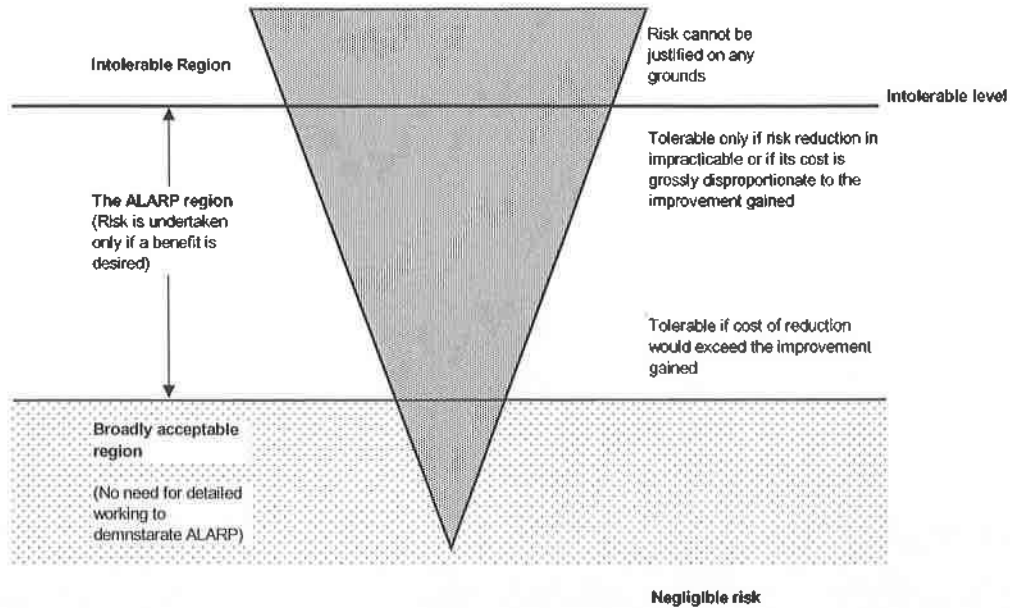 Risk cannot be
justified on any
grounds
Intolerable Region
Intolerable level
Tolerable only if risk reduction in
impracticable or if its cost is
grossly disproportionate to the
improvement gained
The ALARP region
(Risk is undertaken
only if a benefit is
desired)
Tolerable if cost of reduction
would exceed the improvement
gained
Broadly acceptable
region
(No need for detailed
working to
demnstarate ALARP)
Negligible risk